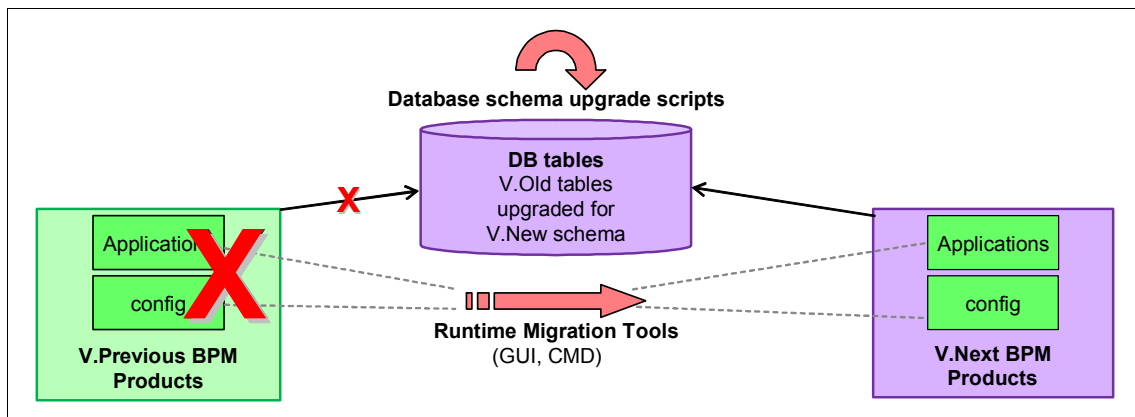 Database schema upgrade scripts
DB tables
V.Old tables
upgraded for
V.New schema
X
Applications
config
X
V.Previous BPM
Products
Runtime Migration Tools
(GUI, CMD)
Applications
config
V.Next BPM
Products